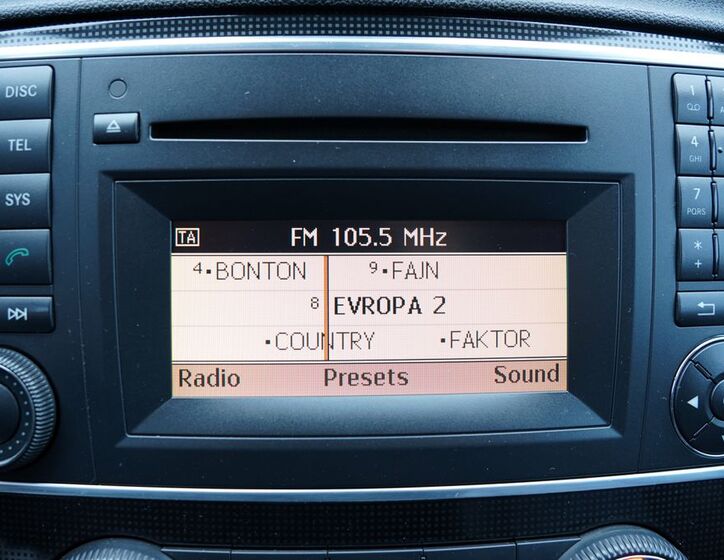 DISC
TEL
SYS
TA FM 105.5 MHz
4 BONTON 9 FAJN
8 EVROPA 2
COUNTRY FAKTOR
Radio Presets Sound
1
4 GHI
7 PQRS
* +